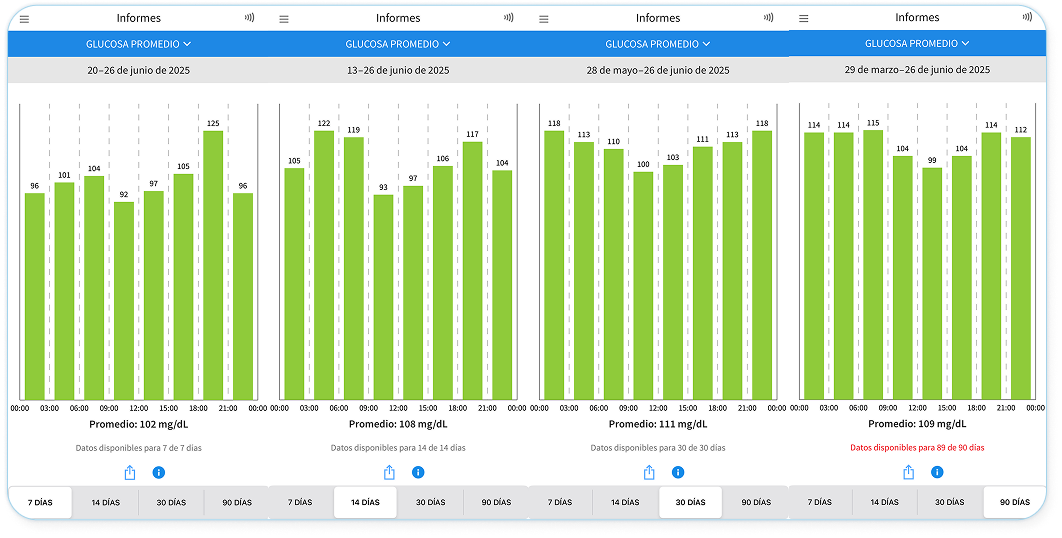 Informes
GLUCOSA PROMEDIO
20–26 de junio de 2025
125
96
101
104
92
97
105
96
00:00 03:00 06:00 09:00 12:00 15:00 18:00 21:00 00:00
Promedio: 102 mg/dL
Datos disponibles para 7 de 7 días
i
7 DÍAS 14 DÍAS 30 DÍAS 90 DÍAS
Informes
GLUCOSA PROMEDIO
13–26 de junio de 2025
105
122
119
93
97
106
117
104
00:00 03:00 06:00 09:00 12:00 15:00 18:00 21:00 00:00
Promedio: 108 mg/dL
Datos disponibles para 14 de 14 días
i
7 DÍAS 14 DÍAS 30 DÍAS 90 DÍAS
Informes
GLUCOSA PROMEDIO
28 de mayo–26 de junio de 2025
118
113
110
100
103
111
113
118
00:00 03:00 06:00 09:00 12:00 15:00 18:00 21:00 00:00
Promedio: 111 mg/dL
Datos disponibles para 30 de 30 días
i
7 DÍAS 14 DÍAS 30 DÍAS 90 DÍAS
Informes
GLUCOSA PROMEDIO
29 de marzo–26 de junio de 2025
114
114
115
104
99
104
114
112
00:00 03:00 06:00 09:00 12:00 15:00 18:00 21:00 00:00
Promedio: 109 mg/dL
Datos disponibles para 89 de 90 días
i
7 DÍAS 14 DÍAS 30 DÍAS 90 DÍAS